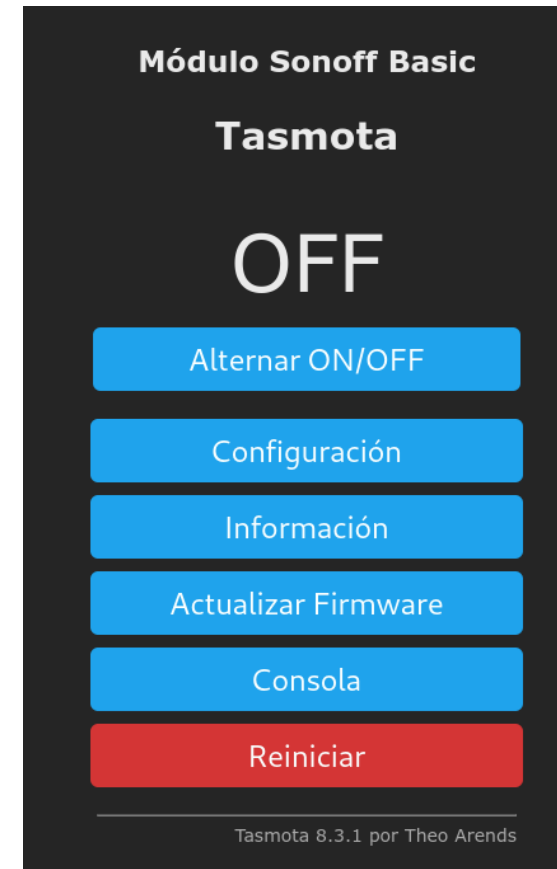 Módulo Sonoff Basic
Tasmota
OFF
Alternar ON/OFF
Configuración
Información
Actualizar Firmware
Consola
Reiniciar
Tasmota 8.3.1 por Theo Arends